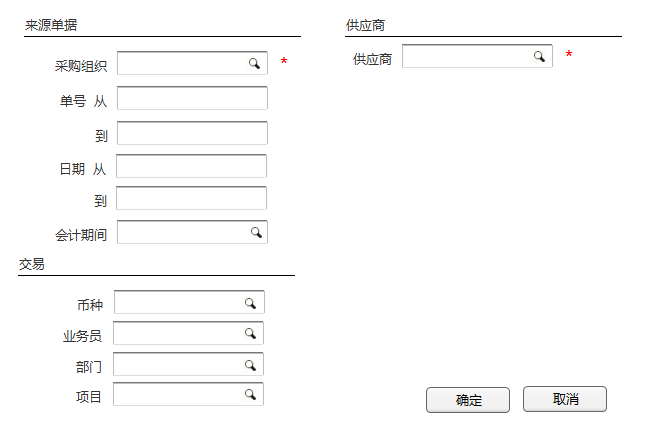 来源单据
采购组织 *
单号 从
到
日期 从
到
会计期间
交易
币种
业务员
部门
项目
供应商
供应商 *
确定 取消